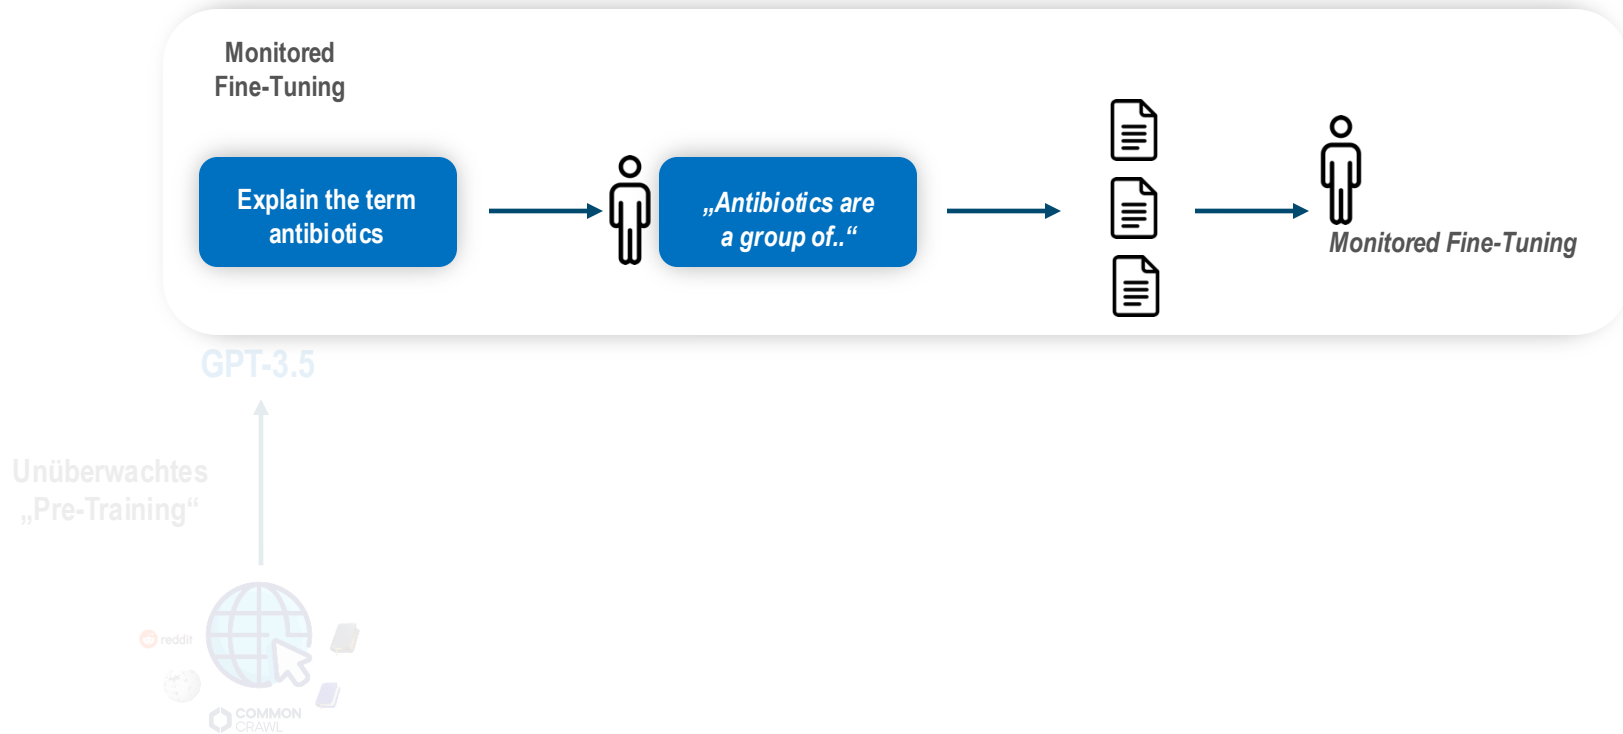 Monitored
Fine-Tuning
Explain the term
antibiotics
„Antibiotics are
a group of..“
Monitored Fine-Tuning
GPT-3.5
Unüberwachtes
„Pre-Training“
reddit
COMMON
CRAWL